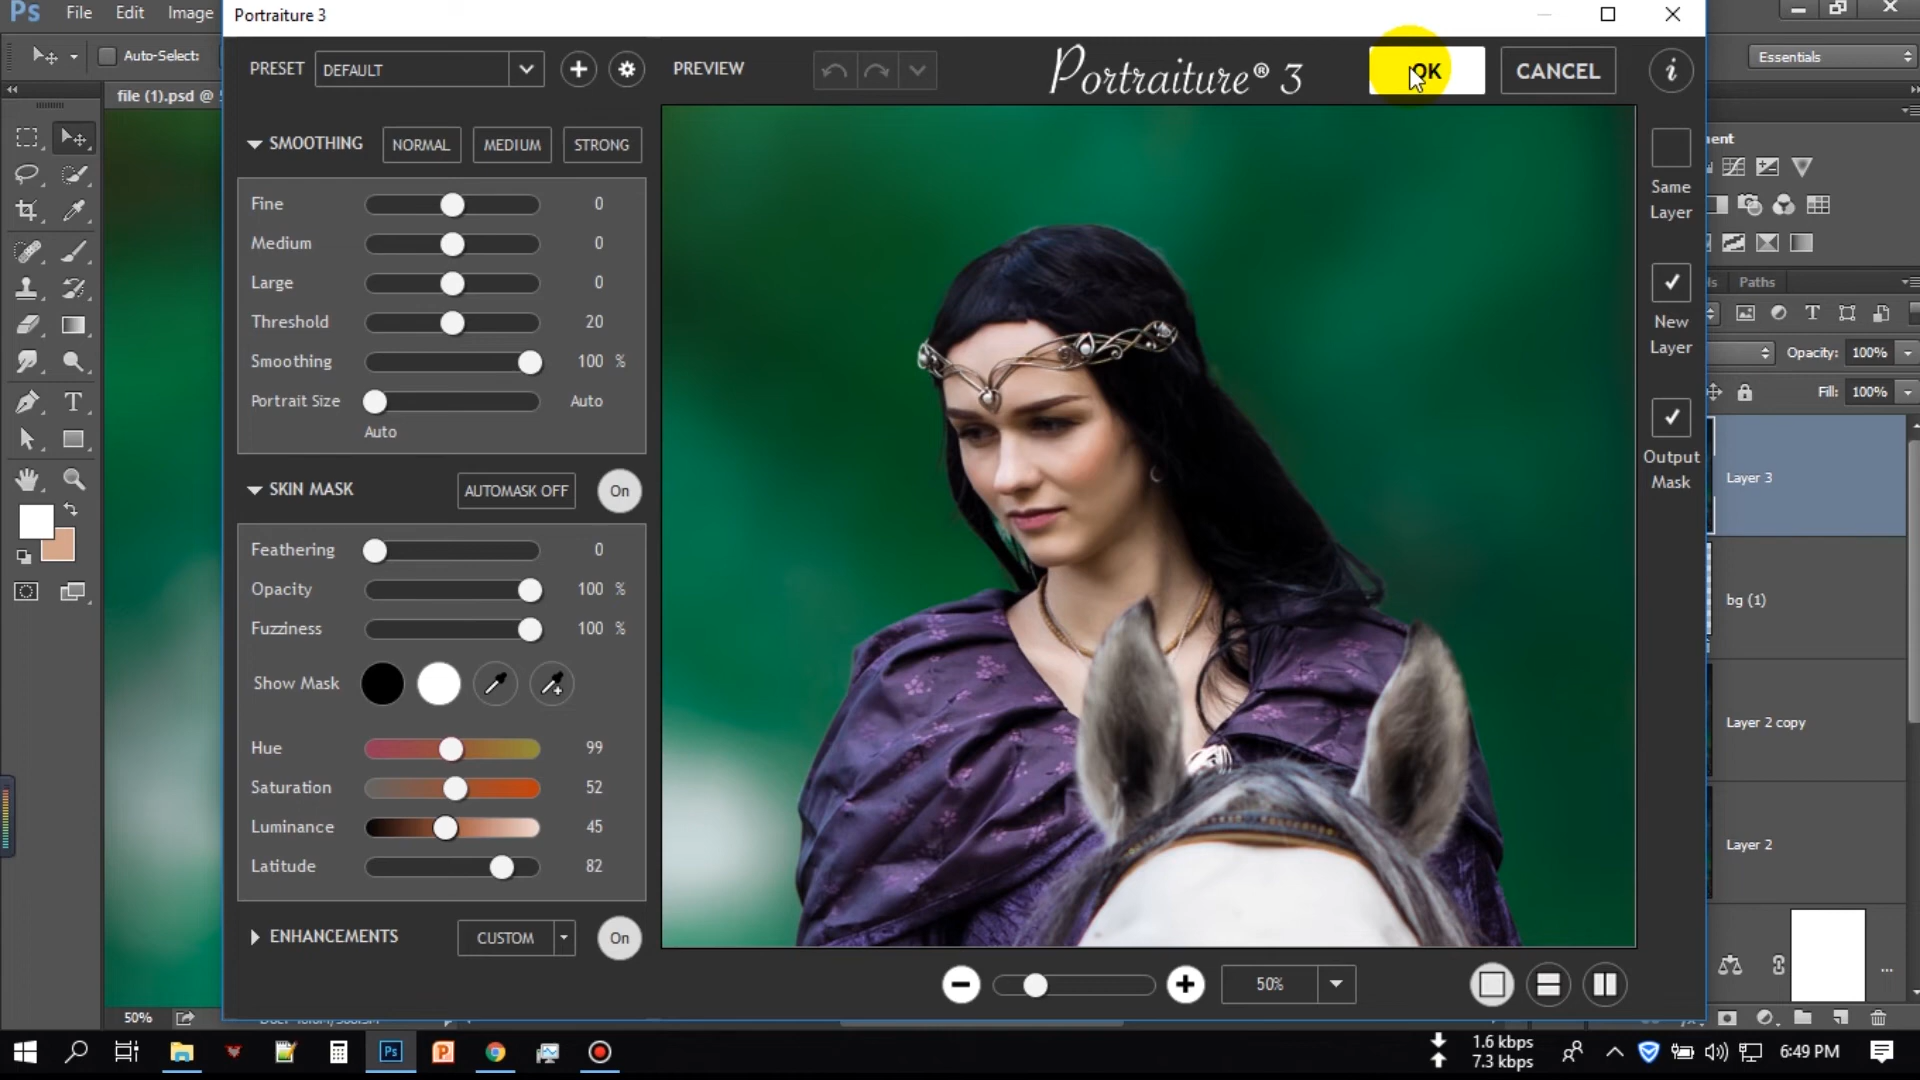 Ps File Edit Image
Portraiture 3
Auto-Select:
Essentials
PRESET DEFAULT
PREVIEW
Portraiture® 3
OK
CANCEL
i
file (1).psd @
SMOOTHING NORMAL MEDIUM STRONG
Fine 0
Medium 0
Large 0
Threshold 20
Smoothing 100 %
Portrait Size Auto
Auto
SKIN MASK AUTOMASK OFF On
Feathering 0
Opacity 100 %
Fuzziness 100 %
Show Mask
Hue 99
Saturation 52
Luminance 45
Latitude 82
ENHANCEMENTS CUSTOM On
50%
Same
Layer
New
Layer
Output
Mask
ment
ls Paths
Opacity: 100%
Fill: 100%
Layer 3
bg (1)
Layer 2 copy
Layer 2
...
50%
1.6 kbps
7.3 kbps
6:49 PM